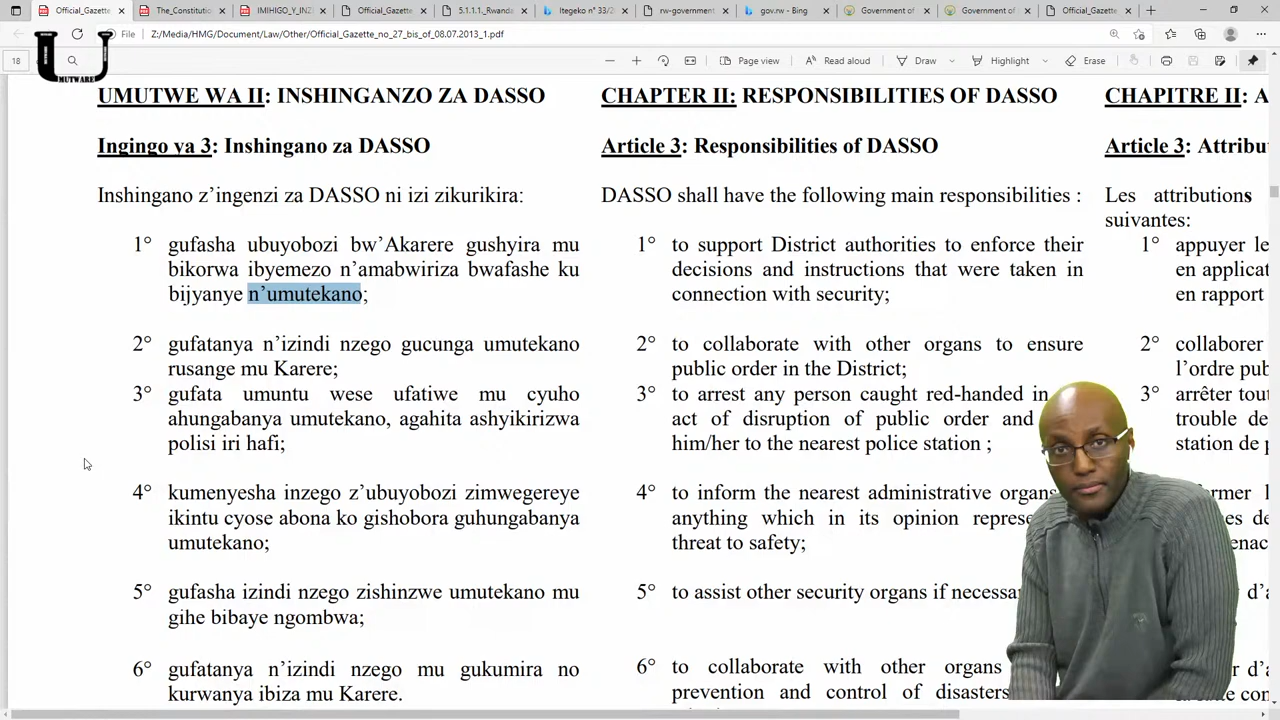 Official_Gazette
The_Constitution
IMIHIGO_Y_INZ
Official_Gazette
5.1.1.1_Rwanda
Itegeko n° 33/2
rw-government
gov.rw - Bing
Government of
Government of
Official_Gazette
File
Z:/Media/HMG/Document/Law/Other/Official_Gazette_no_27_bis_of_08.07.2013_1.pdf
18
Page view
Read aloud
Draw
Highlight
Erase
U
MUTWARE
UMUTWE WA II: INSHINGANZO ZA DASSO
Ingingo ya 3: Inshingano za DASSO
Inshingano z’ingenzi za DASSO ni izi zikurikira:
1° gufasha ubuyobozi bw’Akarere gushyira mu
bikorwa ibyemezo n’amabwiriza bwafashe ku
bijyanye n’umutekano;
2° gufatanya n’izindi nzego gucunga umutekano
rusange mu Karere;
3° gufata umuntu wese ufatiwe mu cyuho
ahungabanya umutekano, agahita ashyikirizwa
polisi iri hafi;
4° kumenyesha inzego z’ubuyobozi zimwegereye
ikintu cyose abona ko gishobora guhungabanya
umutekano;
5° gufasha izindi nzego zishinzwe umutekano mu
gihe bibaye ngombwa;
6° gufatanya n’izindi nzego mu gukumira no
kurwanya ibiza mu Karere.
CHAPTER II: RESPONSIBILITIES OF DASSO
Article 3: Responsibilities of DASSO
DASSO shall have the following main responsibilities :
1° to support District authorities to enforce their
decisions and instructions that were taken in
connection with security;
2° to collaborate with other organs to ensure
public order in the District;
3° to arrest any person caught red-handed in
act of disruption of public order and
him/her to the nearest police station ;
4° to inform the nearest administrative organs
anything which in its opinion
threat to safety;
5° to assist other security organs if
6° to collaborate with other organs
prevention and control of disasters
CHAPITRE II: A
Article 3: Attribut
Les attributions
suivantes:
1° appuyer le
en applicat
en rapport
2° collaborer
l’ordre pub
3° arrêter tout
trouble de
station de p
4°
5°
6°